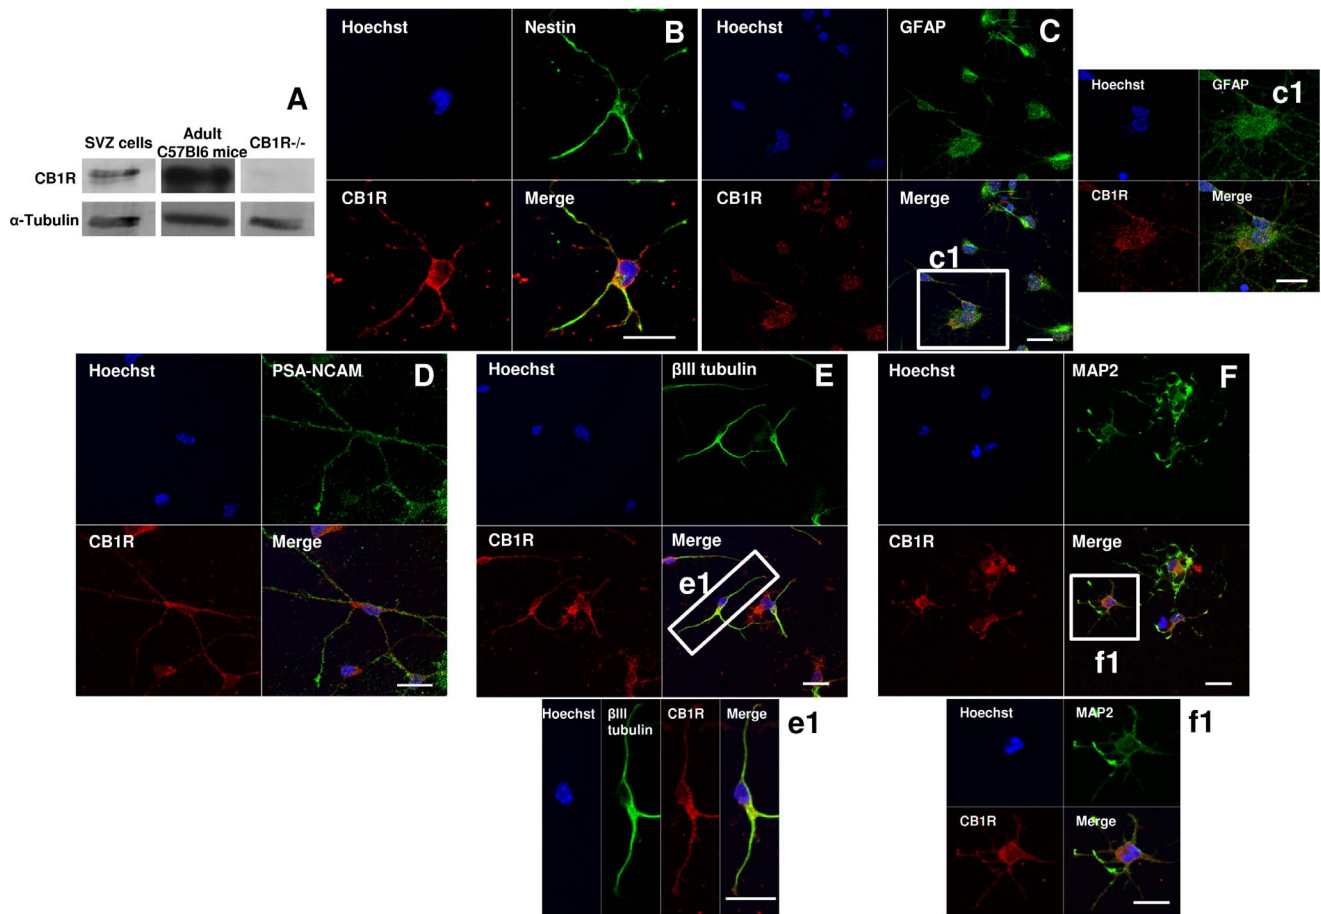 A
SVZ cells
Adult
C57Bl6 mice
CB1R-/-
CB1R
α-Tubulin
Hoechst
Nestin
B
CB1R
Merge
Hoechst
GFAP
C
CB1R
Merge
c1
Hoechst
GFAP
c1
CB1R
Merge
Hoechst
PSA-NCAM
D
CB1R
Merge
Hoechst
βIII tubulin
E
CB1R
Merge
e1
Hoechst
MAP2
F
CB1R
Merge
f1
Hoechst
βIII
tubulin
CB1R
Merge
e1
Hoechst
MAP2
f1
CB1R
Merge